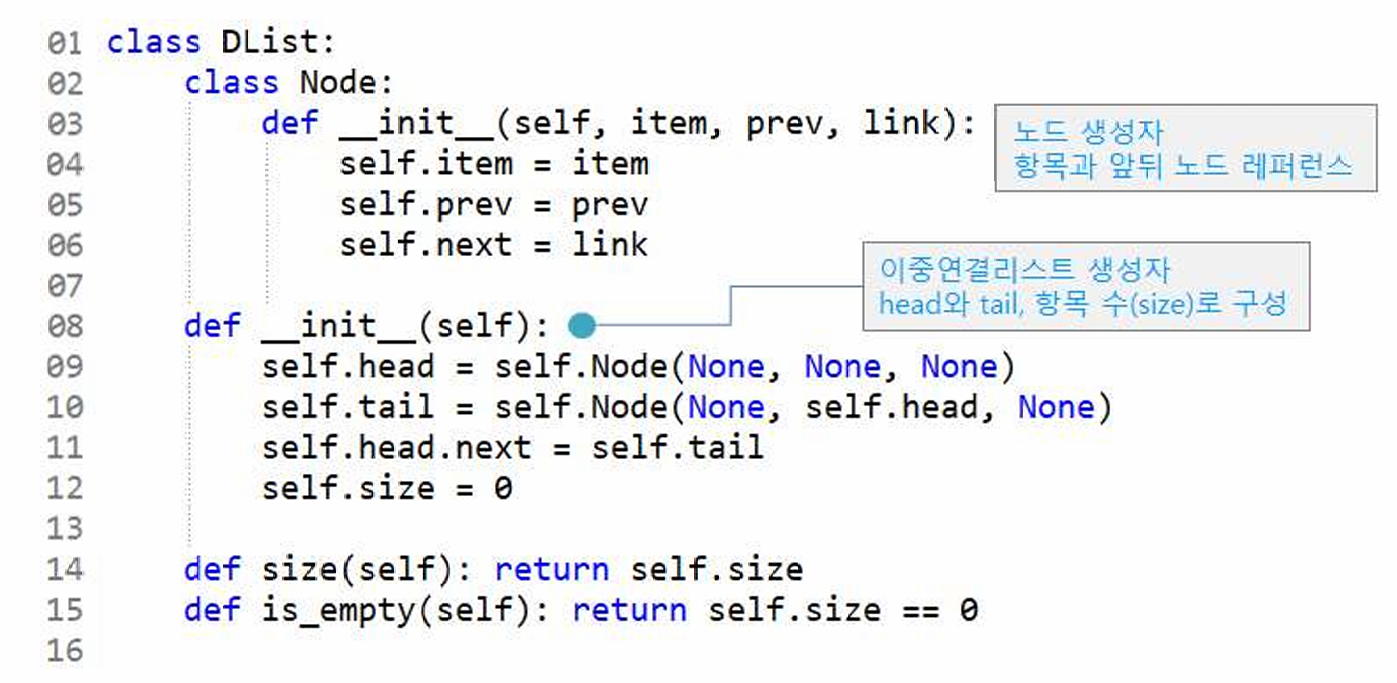 01 class DList:
02     class Node:
03         def __init__(self, item, prev, link):
노드 생성자
항목과 앞뒤 노드 레퍼런스
04             self.item = item
05             self.prev = prev
06             self.next = link
이중연결리스트 생성자
head와 tail, 항목 수(size)로 구성
07
08     def __init__(self):
09         self.head = self.Node(None, None, None)
10         self.tail = self.Node(None, self.head, None)
11         self.head.next = self.tail
12         self.size = 0
13
14     def size(self): return self.size
15     def is_empty(self): return self.size == 0
16